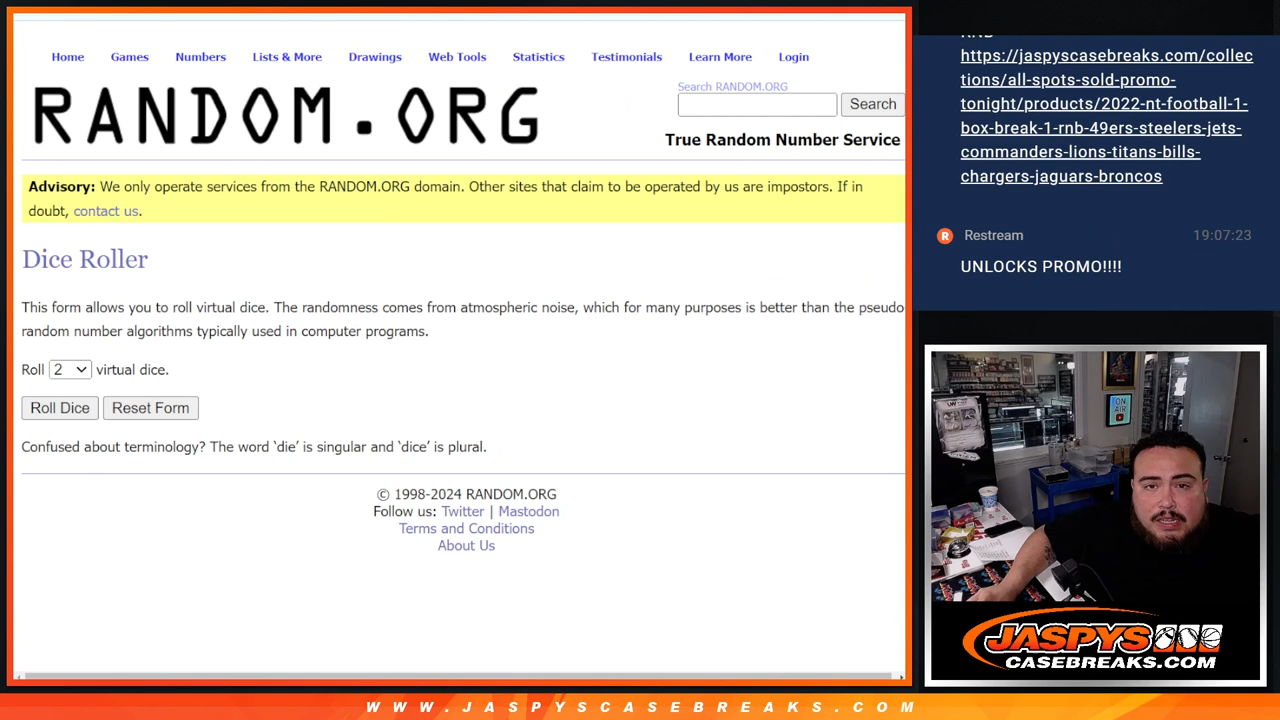 Home Games Numbers Lists & More Drawings Web Tools Statistics Testimonials Learn More Login
RANDOM.ORG
Search RANDOM.ORG
Search
True Random Number Service
Advisory: We only operate services from the RANDOM.ORG domain. Other sites that claim to be operated by us are impostors. If in
doubt, contact us.
Dice Roller
This form allows you to roll virtual dice. The randomness comes from atmospheric noise, which for many purposes is better than the pseudo-
random number algorithms typically used in computer programs.
Roll 2 virtual dice.
Roll Dice Reset Form
Confused about terminology? The word ‘die’ is singular and ‘dice’ is plural.
© 1998-2024 RANDOM.ORG
Follow us: Twitter | Mastodon
Terms and Conditions
About Us
https://jaspyscasebreaks.com/collec
tions/all-spots-sold-promo-
tonight/products/2022-nt-football-1-
box-break-1-rnb-49ers-steelers-jets-
commanders-lions-titans-bills-
chargers-jaguars-broncos
R Restream 19:07:23
UNLOCKS PROMO!!!!
ON
AIR
JASPYS
CASEBREAKS.COM
WWW.JASPYSCASEBREAKS.COM